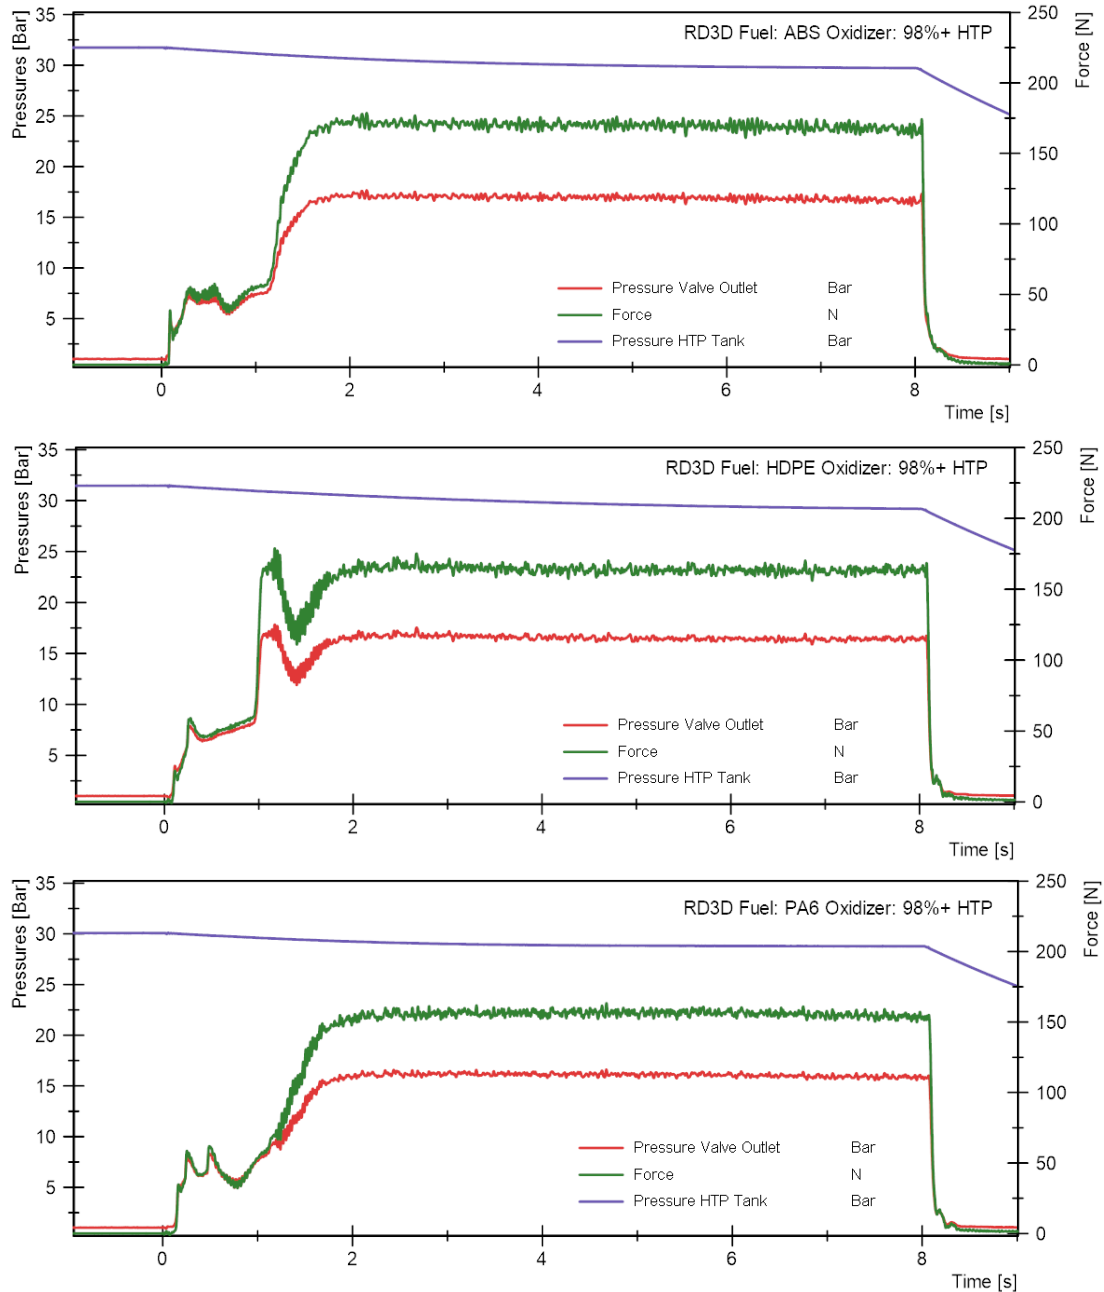 RD3D Fuel: ABS Oxidizer: 98%+ HTP
Pressures [Bar]
35
30
25
20
15
10
5
Force [N]
250
200
150
100
50
0
Pressure Valve Outlet Bar
Force N
Pressure HTP Tank Bar
0 2 4 6 8
Time [s]
RD3D Fuel: HDPE Oxidizer: 98%+ HTP
Pressures [Bar]
35
30
25
20
15
10
5
Force [N]
250
200
150
100
50
0
Pressure Valve Outlet Bar
Force N
Pressure HTP Tank Bar
0 2 4 6 8
Time [s]
RD3D Fuel: PA6 Oxidizer: 98%+ HTP
Pressures [Bar]
35
30
25
20
15
10
5
Force [N]
250
200
150
100
50
0
Pressure Valve Outlet Bar
Force N
Pressure HTP Tank Bar
0 2 4 6 8
Time [s]